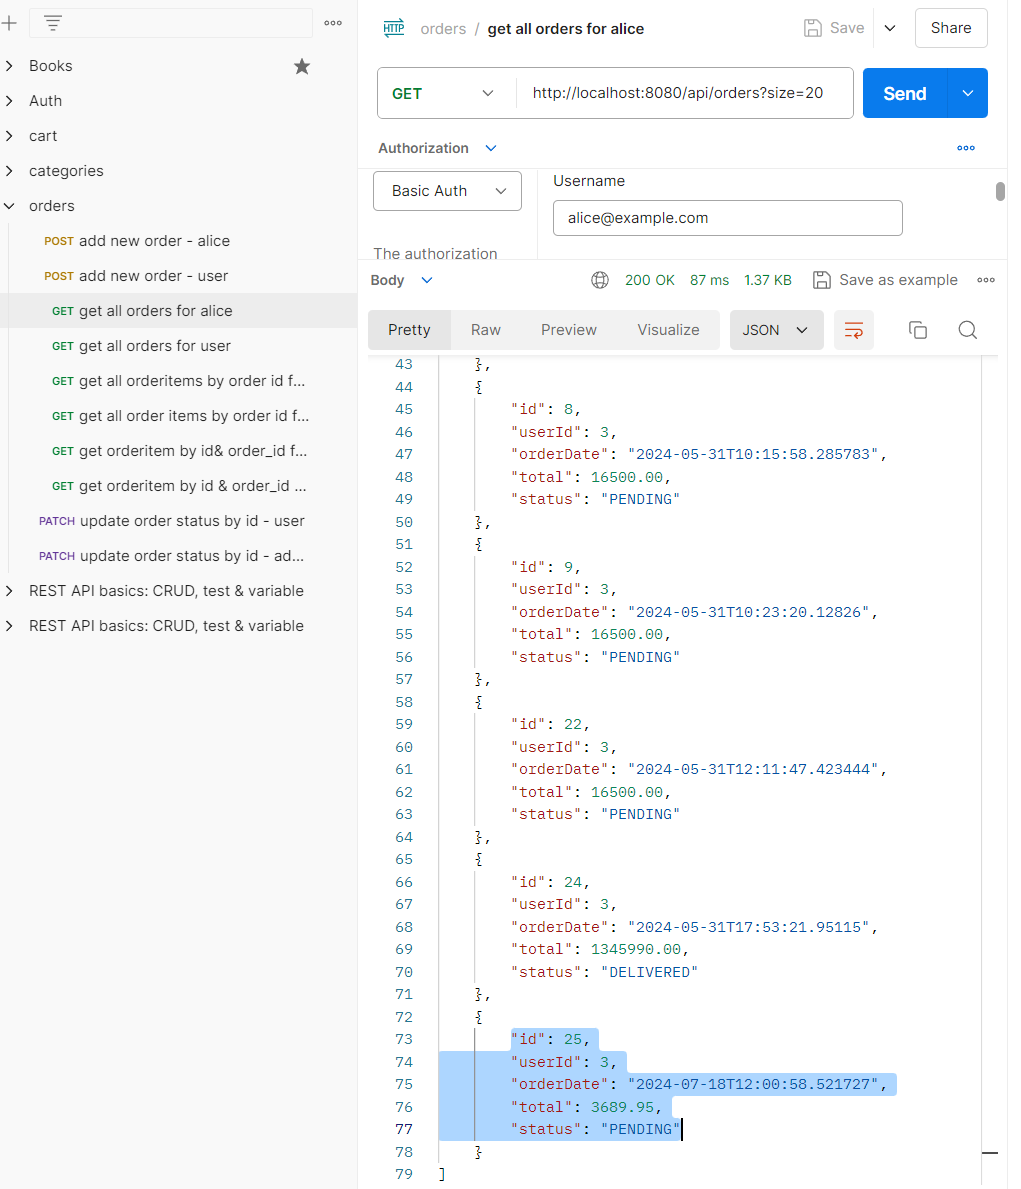 Books
Auth
cart
categories
orders
POST add new order - alice
POST add new order - user
GET get all orders for alice
GET get all orders for user
GET get all orderitems by order id f...
GET get all order items by order id f...
GET get orderitem by id& order_id f...
GET get orderitem by id & order_id ...
PATCH update order status by id - user
PATCH update order status by id - ad...
REST API basics: CRUD, test & variable
REST API basics: CRUD, test & variable
HTTP orders / get all orders for alice Save Share
GET http://localhost:8080/api/orders?size=20 Send
Authorization
Basic Auth
The authorization
Username
alice@example.com
Body 200 OK 87 ms 1.37 KB Save as example
Pretty Raw Preview Visualize JSON
43 },
44 {
45 "id": 8,
46 "userId": 3,
47 "orderDate": "2024-05-31T10:15:58.285783",
48 "total": 16500.00,
49 "status": "PENDING"
50 },
51 {
52 "id": 9,
53 "userId": 3,
54 "orderDate": "2024-05-31T10:23:20.12826",
55 "total": 16500.00,
56 "status": "PENDING"
57 },
58 {
59 "id": 22,
60 "userId": 3,
61 "orderDate": "2024-05-31T12:11:47.423444",
62 "total": 16500.00,
63 "status": "PENDING"
64 },
65 {
66 "id": 24,
67 "userId": 3,
68 "orderDate": "2024-05-31T17:53:21.95115",
69 "total": 1345990.00,
70 "status": "DELIVERED"
71 },
72 {
73 "id": 25,
74 "userId": 3,
75 "orderDate": "2024-07-18T12:00:58.521727",
76 "total": 3689.95,
77 "status": "PENDING"
78 }
79 ]